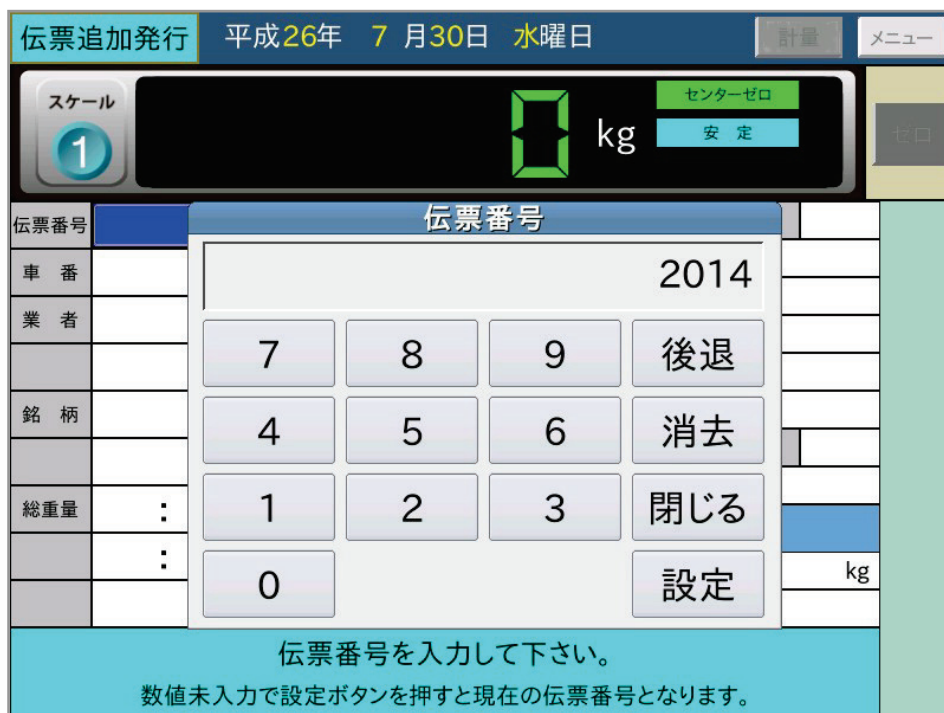 伝票追加発行 平成26年 7月30日 水曜日 計量 メニュー
スケール
1
0 kg
センターゼロ
安定
ゼロ
伝票番号
車番
業者
銘柄
総重量 :
:
kg
伝票番号
2014
7 8 9 後退
4 5 6 消去
1 2 3 閉じる
0 設定
伝票番号を入力して下さい。
数値未入力で設定ボタンを押すと現在の伝票番号となります。